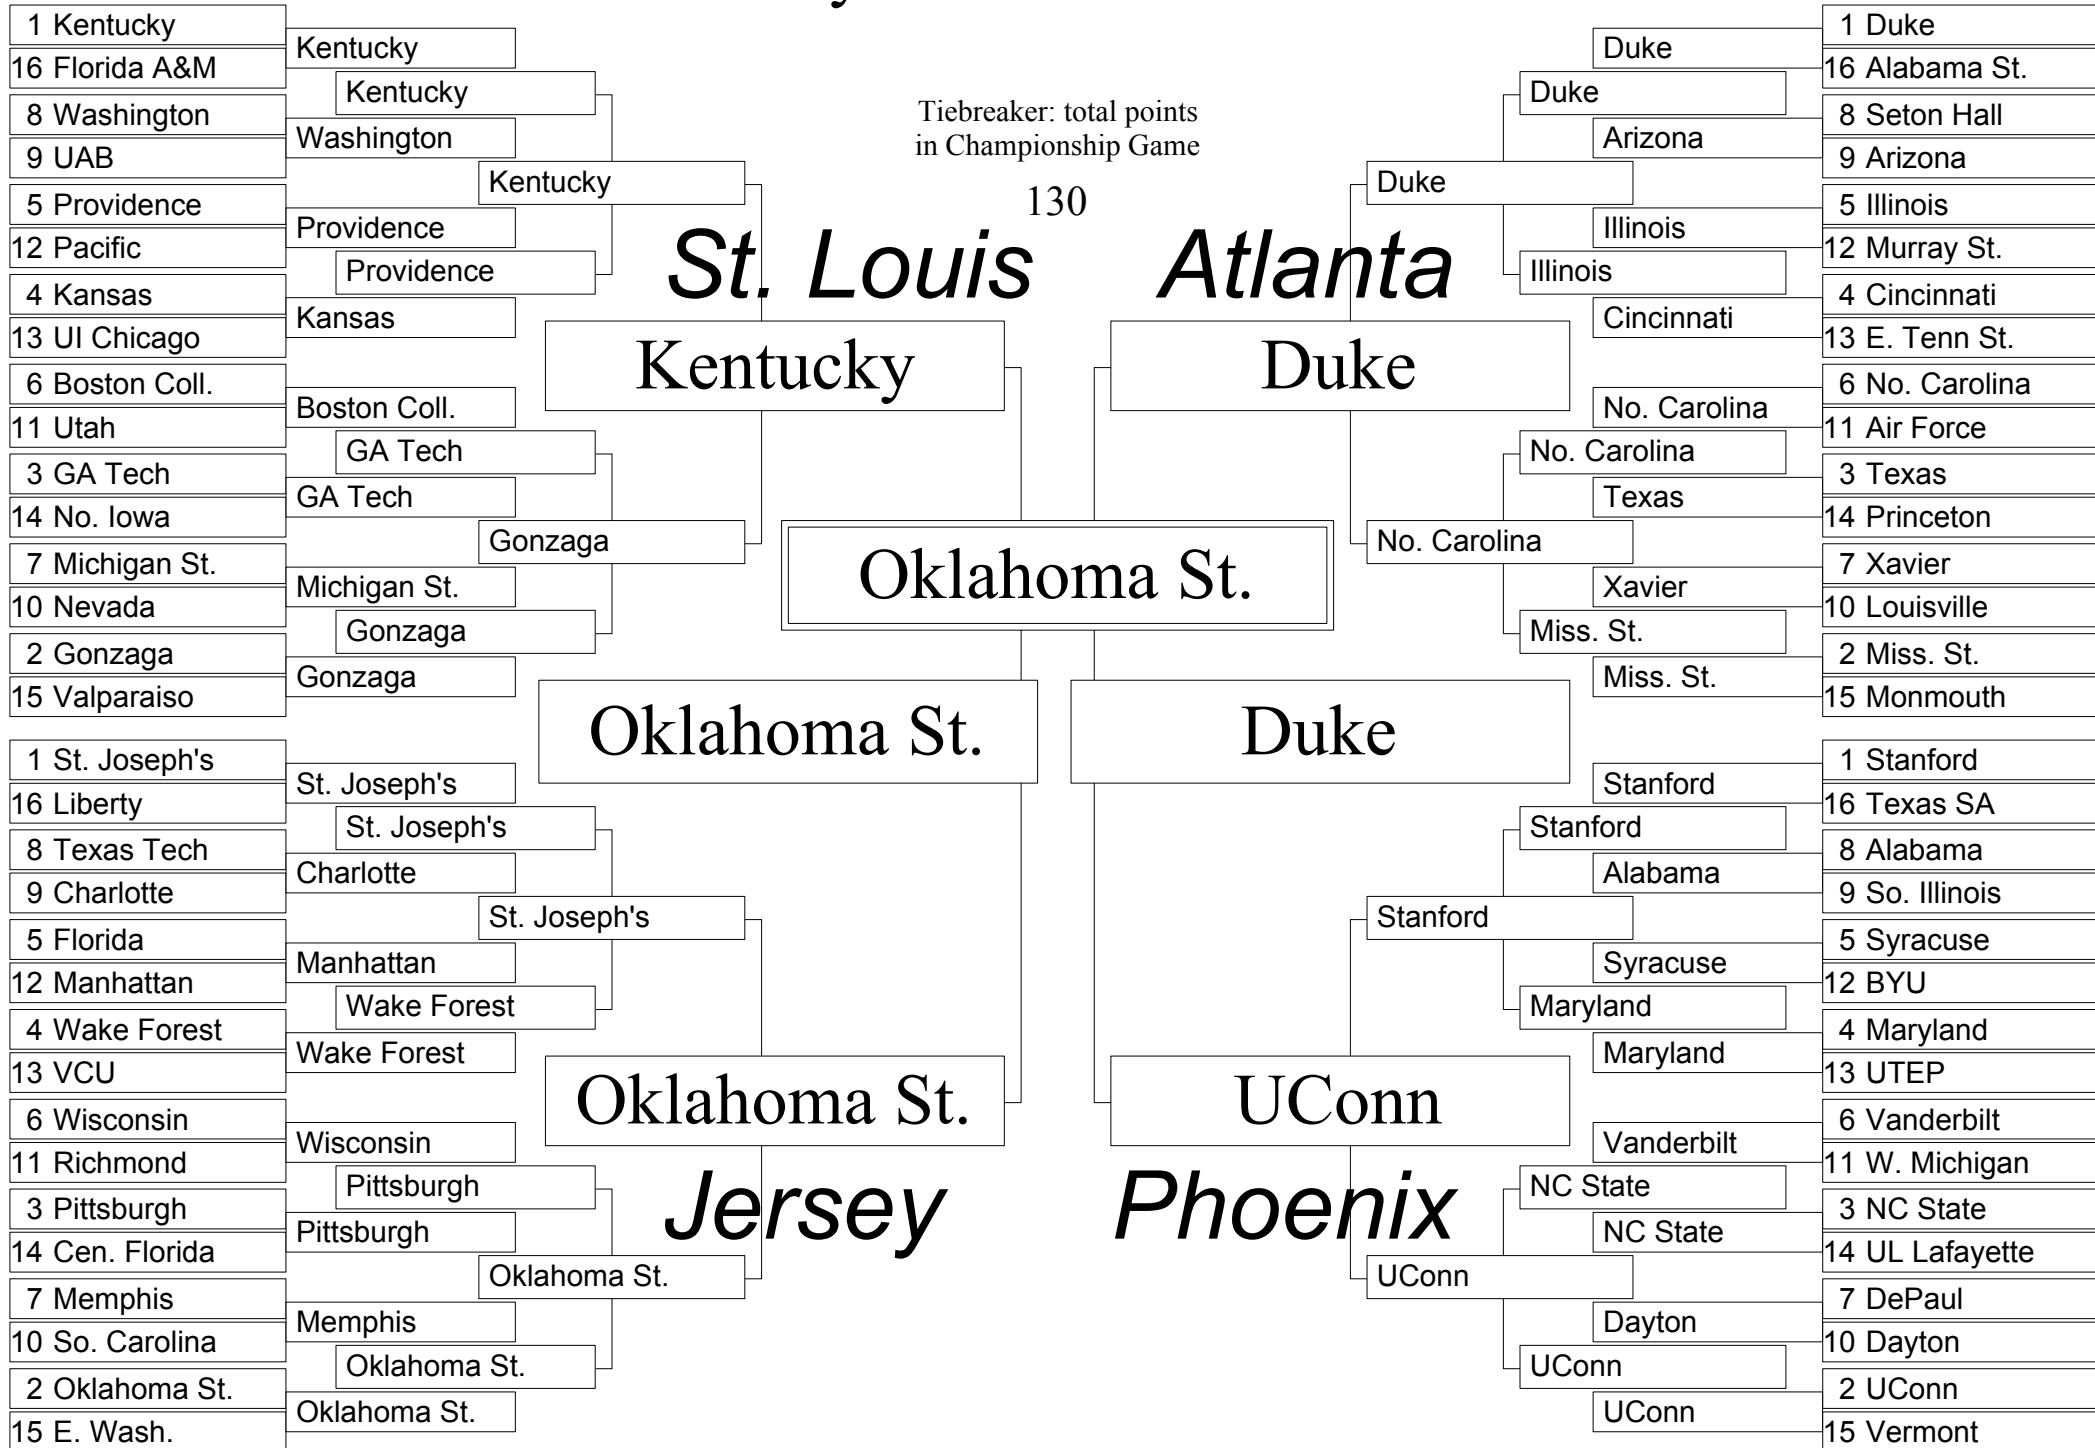 1 Kentucky
16 Florida A&M
8 Washington
9 UAB
5 Providence
12 Pacific
4 Kansas
13 UI Chicago
6 Boston Coll.
11 Utah
3 GA Tech
14 No. Iowa
7 Michigan St.
10 Nevada
2 Gonzaga
15 Valparaiso
1 St. Joseph's
16 Liberty
8 Texas Tech
9 Charlotte
5 Florida
12 Manhattan
4 Wake Forest
13 VCU
6 Wisconsin
11 Richmond
3 Pittsburgh
14 Cen. Florida
7 Memphis
10 So. Carolina
2 Oklahoma St.
15 E. Wash.
Kentucky
Washington
Providence
Kansas
Boston Coll.
GA Tech
Michigan St.
Gonzaga
St. Joseph's
Charlotte
Manhattan
Wake Forest
Wisconsin
Pittsburgh
Memphis
Oklahoma St.
Kentucky
Providence
GA Tech
Gonzaga
St. Joseph's
Wake Forest
Pittsburgh
Oklahoma St.
Kentucky
Gonzaga
St. Joseph's
Oklahoma St.
Tiebreaker: total points
in Championship Game
130
St. Louis
Atlanta
Kentucky
Duke
Oklahoma St.
Oklahoma St.
Duke
Oklahoma St.
UConn
Jersey
Phoenix
Duke
No. Carolina
Stanford
UConn
Duke
Illinois
No. Carolina
Miss. St.
Stanford
Maryland
NC State
UConn
Duke
Arizona
Illinois
Cincinnati
No. Carolina
Texas
Xavier
Miss. St.
Stanford
Alabama
Syracuse
Maryland
Vanderbilt
NC State
Dayton
UConn
1 Duke
16 Alabama St.
8 Seton Hall
9 Arizona
5 Illinois
12 Murray St.
4 Cincinnati
13 E. Tenn St.
6 No. Carolina
11 Air Force
3 Texas
14 Princeton
7 Xavier
10 Louisville
2 Miss. St.
15 Monmouth
1 Stanford
16 Texas SA
8 Alabama
9 So. Illinois
5 Syracuse
12 BYU
4 Maryland
13 UTEP
6 Vanderbilt
11 W. Michigan
3 NC State
14 UL Lafayette
7 DePaul
10 Dayton
2 UConn
15 Vermont